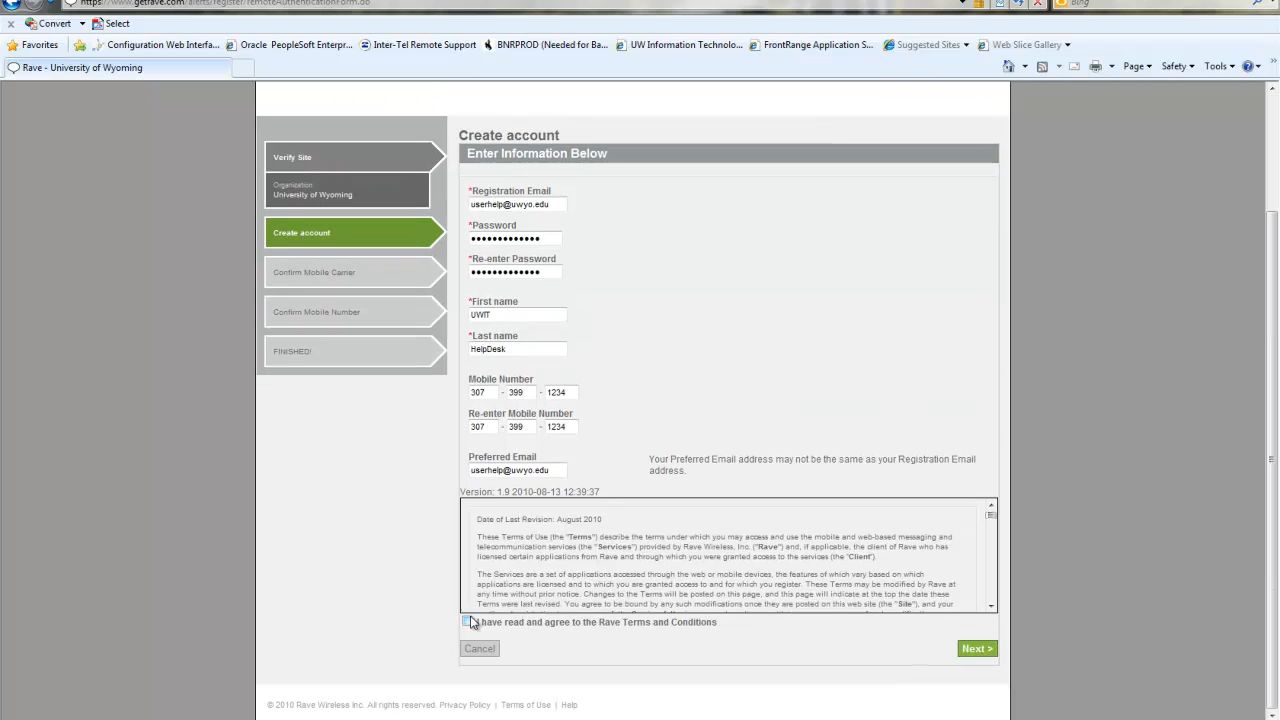 https://www.getrave.com/alerts/register/remoteAuthenticationForm.do
Bing
Convert
Select
Favorites
Configuration Web Interfa...
Oracle PeopleSoft Enterpr...
Inter-Tel Remote Support
BNRPROD (Needed for Ba...
UW Information Technolo...
FrontRange Application S...
Suggested Sites
Web Slice Gallery
Rave - University of Wyoming
Page
Safety
Tools
Verify Site
Organization:
University of Wyoming
Create account
Confirm Mobile Carrier
Confirm Mobile Number
FINISHED!
Create account
Enter Information Below
*Registration Email
userhelp@uwyo.edu
*Password
*Re-enter Password
*First name
UWIT
*Last name
HelpDesk
Mobile Number
307 - 399 - 1234
Re-enter Mobile Number
307 - 399 - 1234
Preferred Email
userhelp@uwyo.edu
Your Preferred Email address may not be the same as your Registration Email
address.
Version: 1.9 2010-08-13 12:39:37
Date of Last Revision: August 2010
These Terms of Use (the "Terms") describe the terms under which you may access and use the mobile and web-based messaging and
telecommunication services (the "Services") provided by Rave Wireless, Inc. ("Rave") and, if applicable, the client of Rave who has
licensed certain applications from Rave and through which you were granted access to the services (the "Client").
The Services are a set of applications accessed through the web or mobile devices, the features of which vary based on which
applications are licensed and to which you are granted access to and for which you register. These Terms may be modified by Rave at
any time without prior notice. Changes to the Terms will be posted on this page, and this page will indicate at the top the date these
Terms were last revised. You agree to be bound by any such modifications once they are posted on this web site (the "Site"), and your
I have read and agree to the Rave Terms and Conditions
Cancel
Next >
© 2010 Rave Wireless Inc. All rights reserved. Privacy Policy | Terms of Use | Help